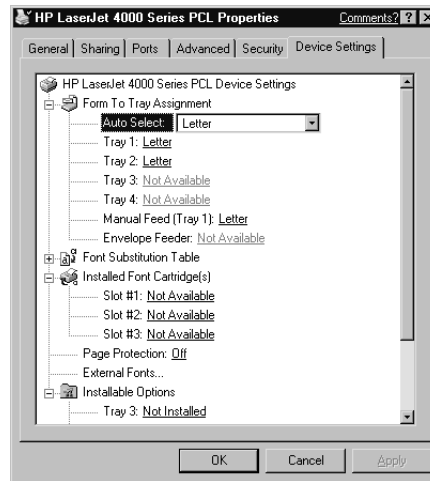 HP LaserJet 4000 Series PCL Properties Comments? ? X
General Sharing Ports Advanced Security Device Settings
HP LaserJet 4000 Series PCL Device Settings
Form To Tray Assignment
Auto Select: Letter
Tray 1: Letter
Tray 2: Letter
Tray 3: Not Available
Tray 4: Not Available
Manual Feed (Tray 1): Letter
Envelope Feeder: Not Available
Font Substitution Table
Installed Font Cartridge(s)
Slot #1: Not Available
Slot #2: Not Available
Slot #3: Not Available
Page Protection: Off
External Fonts...
Installable Options
Tray 3: Not Installed
OK Cancel Apply